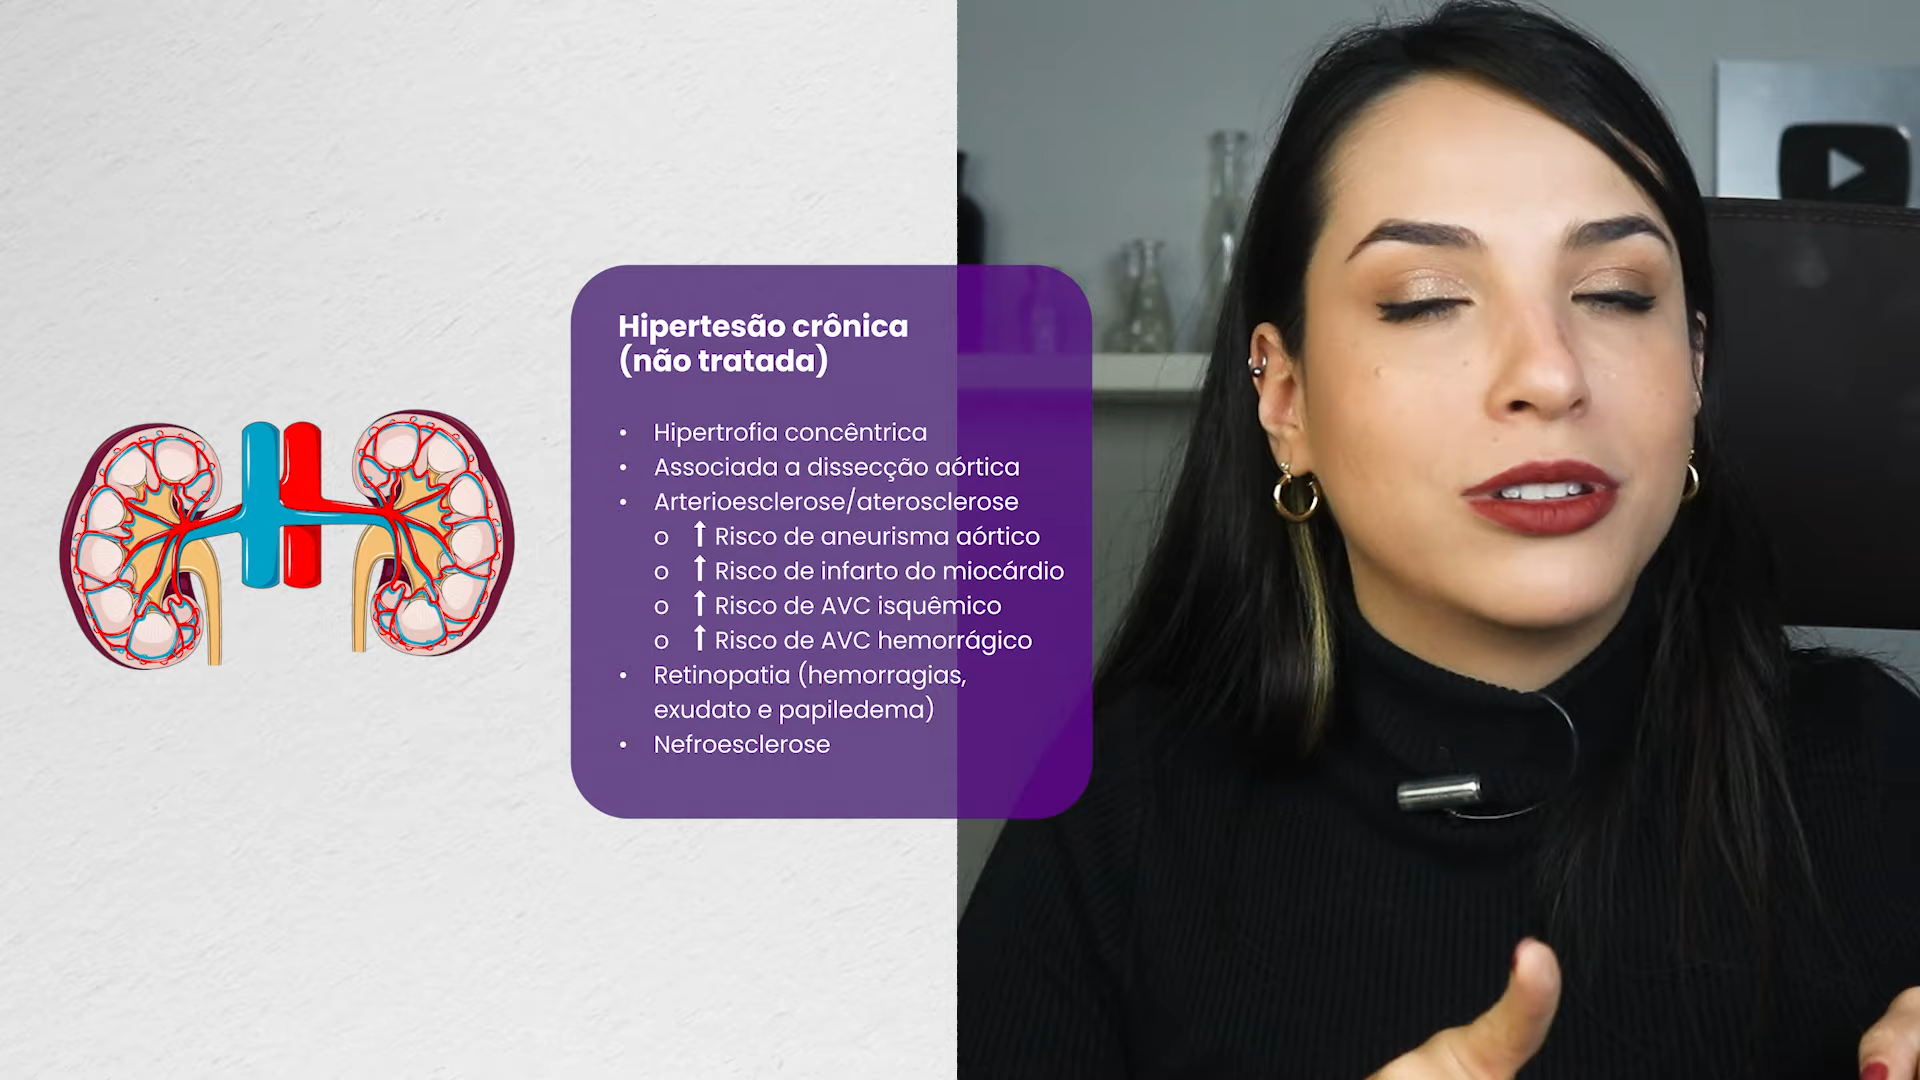 Hipertesão crônica
(não tratada)
• Hipertrofia concêntrica
• Associada a dissecção aórtica
• Arterioesclerose/aterosclerose
o ↑ Risco de aneurisma aórtico
o ↑ Risco de infarto do miocárdio
o ↑ Risco de AVC isquêmico
o ↑ Risco de AVC hemorrágico
• Retinopatia (hemorragias,
exudato e papiledema)
• Nefroesclerose